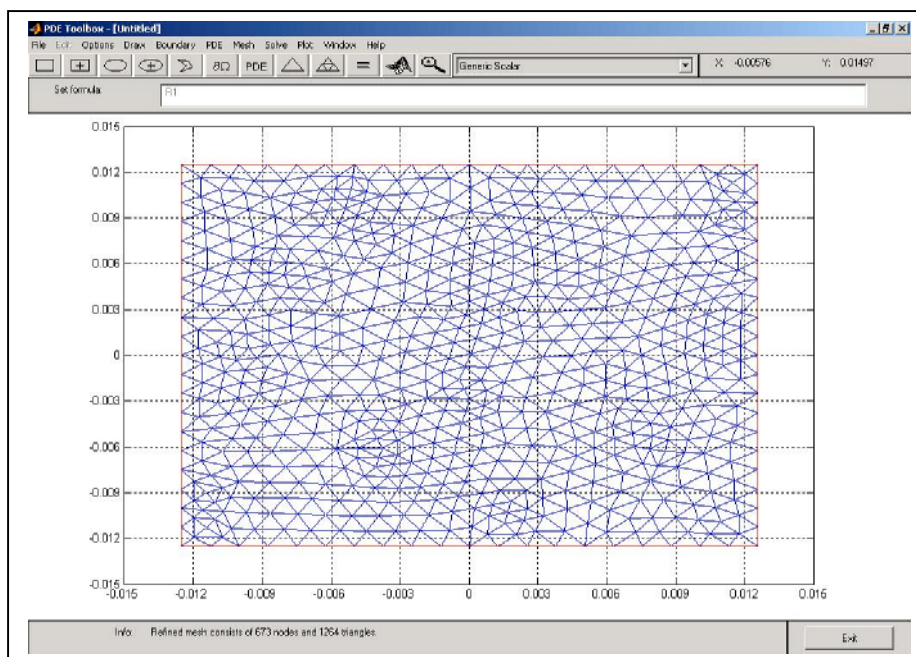 PDE Toolbox - [Untitled]
File Edit Options Draw Boundary PDE Mesh Solve Plot Window Help
∂Ω PDE = Generic Scalar X: -0.00576 Y: 0.01497
Set formula: R1
0.015
0.012
0.009
0.006
0.003
0
-0.003
-0.006
-0.009
-0.012
-0.015
-0.015 -0.012 -0.009 -0.006 -0.003 0 0.003 0.006 0.009 0.012 0.015
Info: Refined mesh consists of 673 nodes and 1264 triangles.
Exit